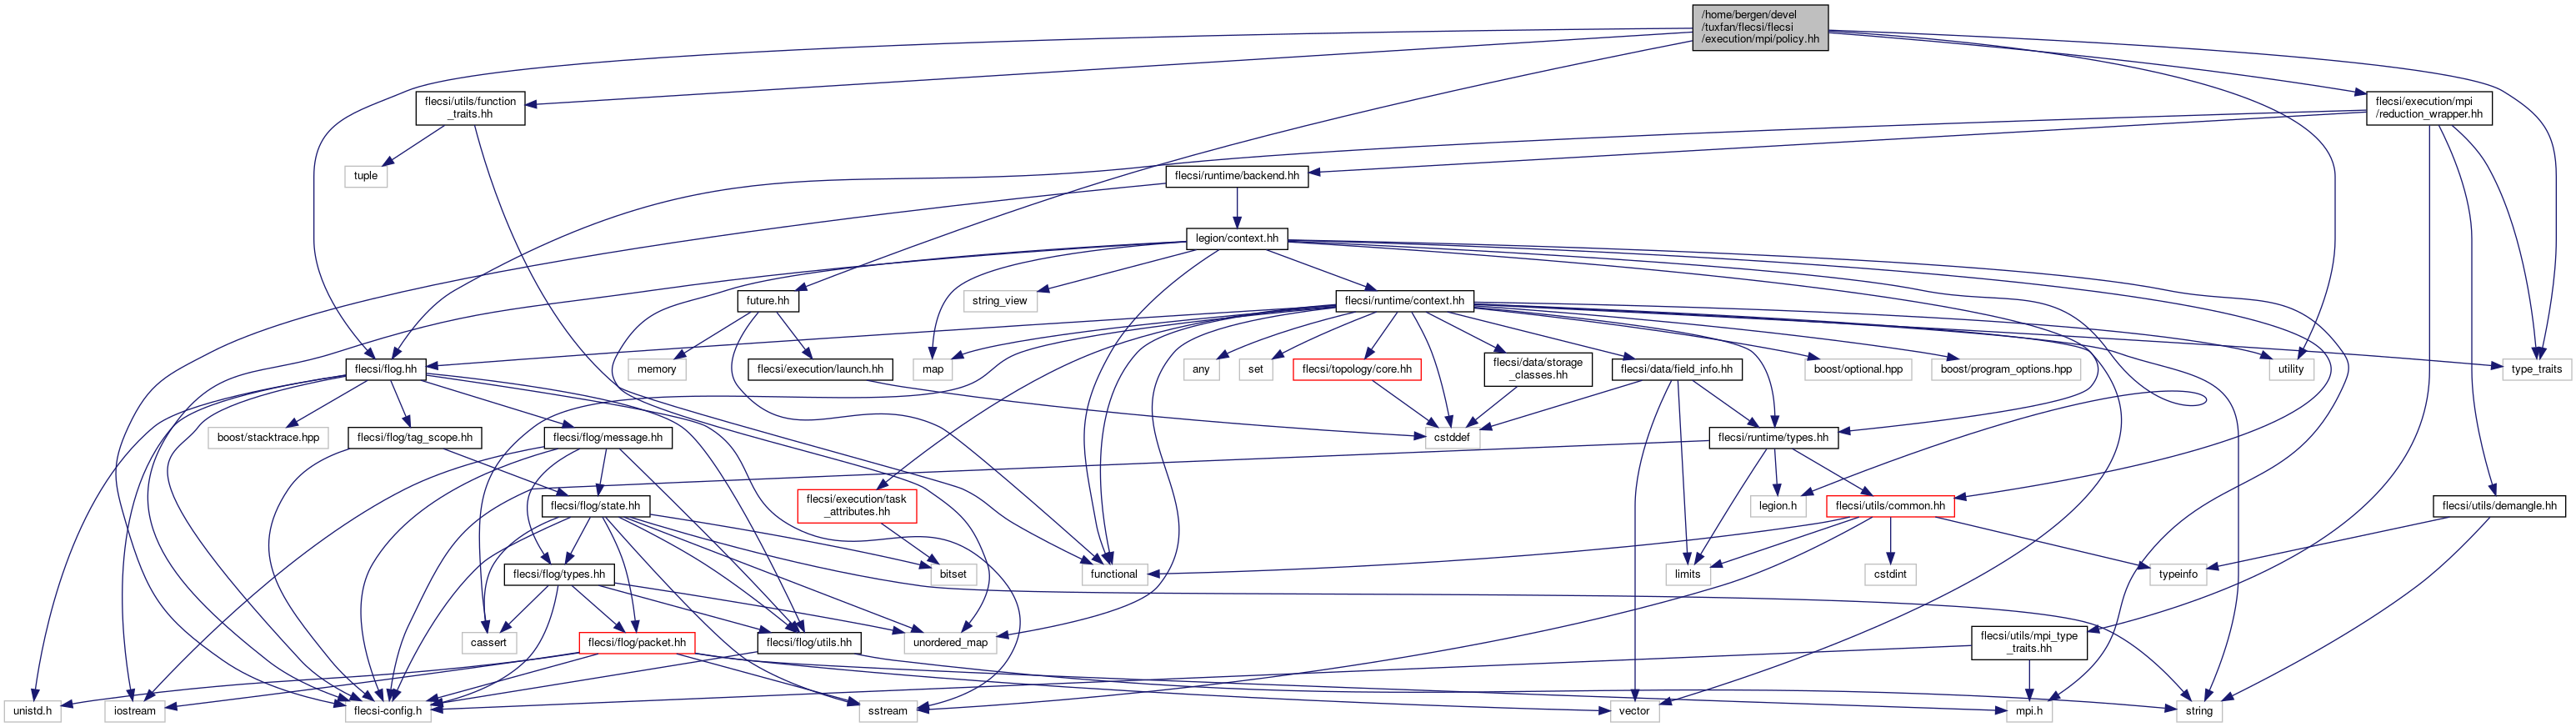 /home/bergen/devel
/tuxfan/flecsi/flecsi
/execution/mpi/policy.hh
flecsi/utils/function
_traits.hh
flecsi/execution/mpi
/reduction_wrapper.hh
tuple
flecsi/runtime/backend.hh
legion/context.hh
future.hh
string_view
flecsi/runtime/context.hh
flecsi/flog.hh
memory
flecsi/execution/launch.hh
map
any
set
flecsi/topology/core.hh
flecsi/data/storage
_classes.hh
flecsi/data/field_info.hh
boost/optional.hpp
boost/program_options.hpp
utility
type_traits
boost/stacktrace.hpp
flecsi/flog/tag_scope.hh
flecsi/flog/message.hh
cstddef
flecsi/runtime/types.hh
flecsi/flog/state.hh
flecsi/execution/task
_attributes.hh
legion.h
flecsi/utils/common.hh
flecsi/utils/demangle.hh
flecsi/flog/types.hh
bitset
functional
limits
cstdint
typeinfo
cassert
flecsi/flog/packet.hh
flecsi/flog/utils.hh
unordered_map
flecsi/utils/mpi_type
_traits.hh
unistd.h
iostream
flecsi-config.h
sstream
vector
mpi.h
string